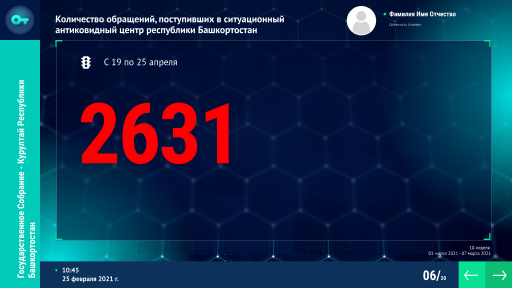 Количество обращений, поступивших в ситуационный
антиковидный центр республики Башкортостан
Фамилия Имя Отчество
Должность спикера
С 19 по 25 апреля
2631
Государственное Собрание - Курултай Республики
Башкортостан
10 неделя
01 марта 2021 - 07 марта 2021
10:45
23 февраля 2021 г.
06/20